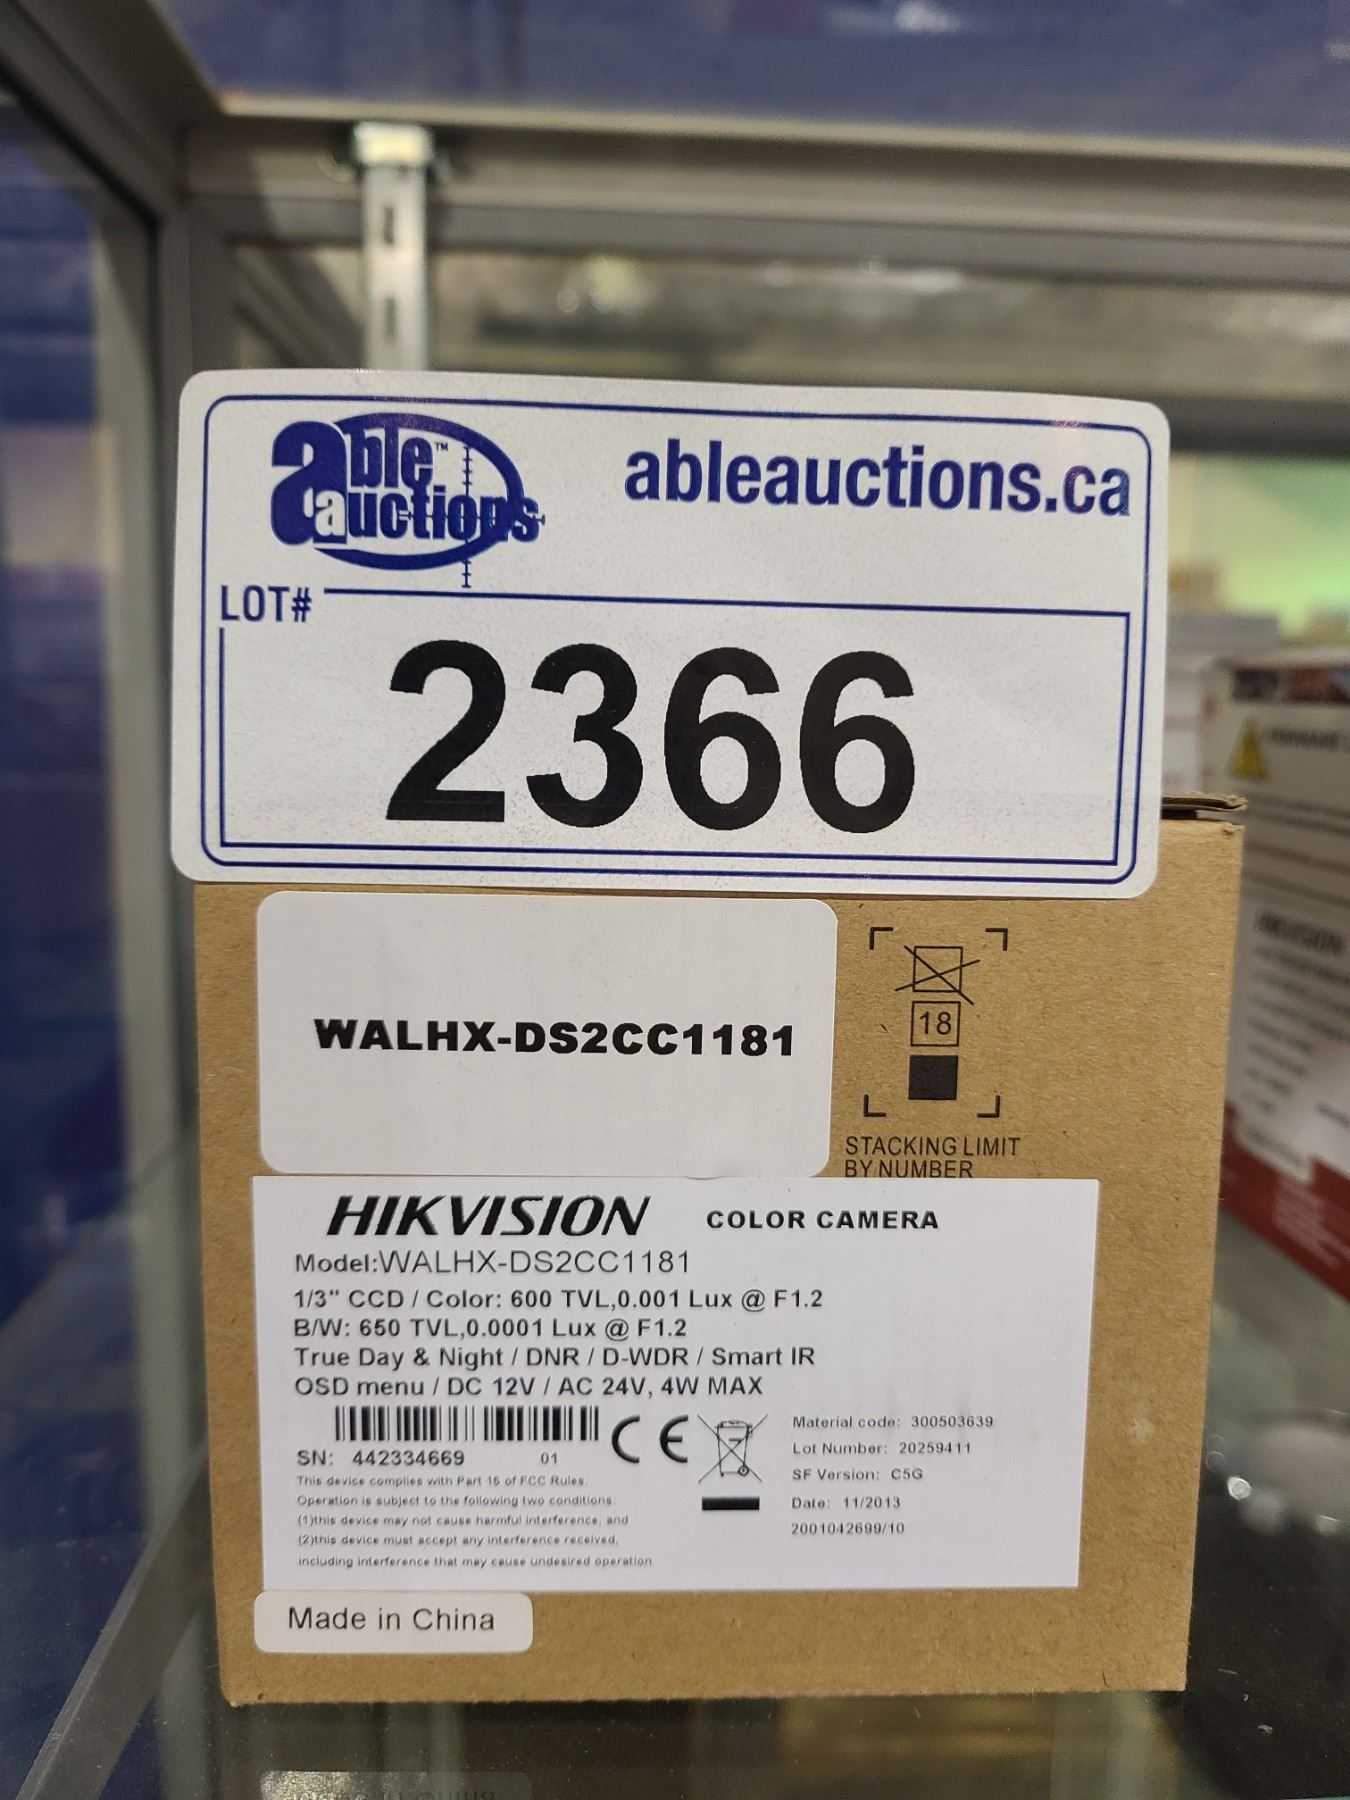 able™
auctions
ableauctions.ca
LOT#
2366
WALHX-DS2CC1181
18
STACKING LIMIT
BY NUMBER
HIKVISION COLOR CAMERA
Model:WALHX-DS2CC1181
1/3" CCD / Color: 600 TVL,0.001 Lux @ F1.2
B/W: 650 TVL,0.0001 Lux @ F1.2
True Day & Night / DNR / D-WDR / Smart IR
OSD menu / DC 12V / AC 24V, 4W MAX
CE
SN: 442334669 01
This device complies with Part 15 of FCC Rules.
Operation is subject to the following two conditions:
(1)this device may not cause harmful interference, and
(2)this device must accept any interference received,
including interference that may cause undesired operation.
Material code: 300503639
Lot Number: 20259411
SF Version: C5G
Date: 11/2013
2001042699/10
Made in China
HIKVISION